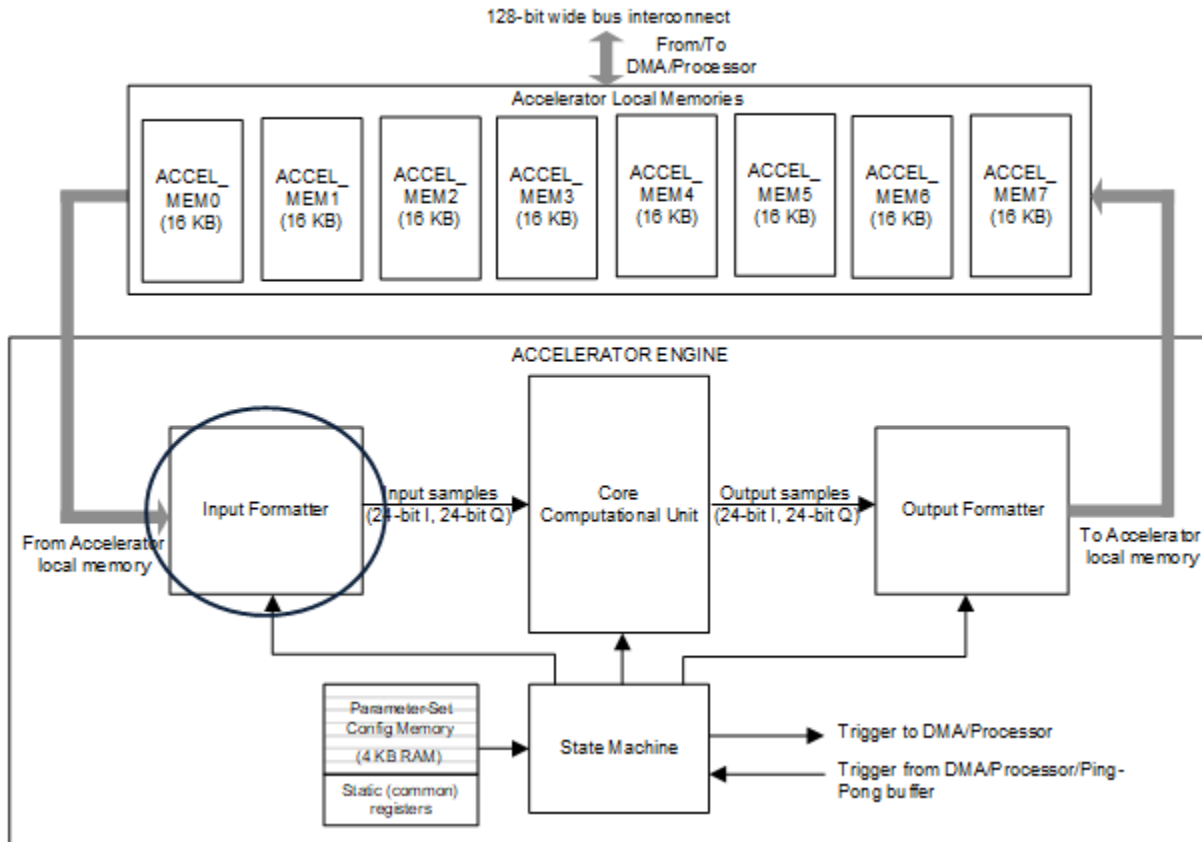 128-bit wide bus interconnect
From/To
DMA/Processor
Accelerator Local Memories
ACCEL_
MEM0
(16 KB)
ACCEL_
MEM1
(16 KB)
ACCEL_
MEM2
(16 KB)
ACCEL_
MEM3
(16 KB)
ACCEL_
MEM4
(16 KB)
ACCEL_
MEM5
(16 KB)
ACCEL_
MEM6
(16 KB)
ACCEL_
MEM7
(16 KB)
ACCELERATOR ENGINE
Input Formatter
Input samples
(24-bit I, 24-bit Q)
Core
Computational Unit
Output samples
(24-bit I, 24-bit Q)
Output Formatter
From Accelerator
local memory
To Accelerator
local memory
Parameter-Set
Config Memory
(4 KB RAM)
Static (common)
registers
State Machine
Trigger to DMA/Processor
Trigger from DMA/Processor/Ping-
Pong buffer